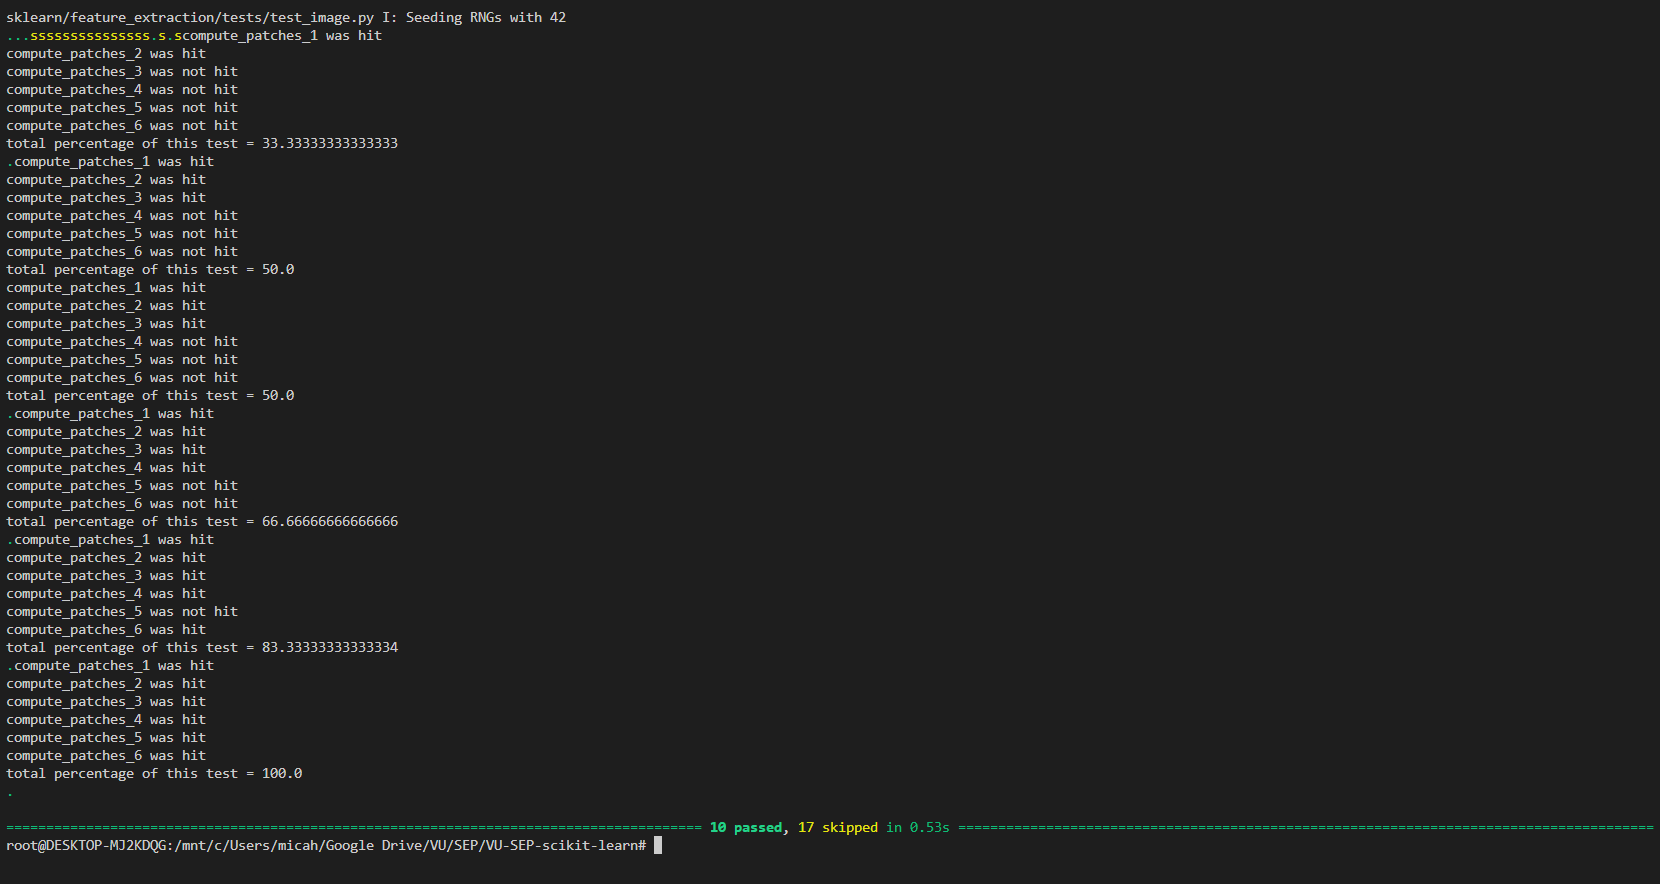 sklearn/feature_extraction/tests/test_image.py I: Seeding RNGs with 42
...sssssssssssssss.s.scompute_patches_1 was hit
compute_patches_2 was hit
compute_patches_3 was not hit
compute_patches_4 was not hit
compute_patches_5 was not hit
compute_patches_6 was not hit
total percentage of this test = 33.33333333333333
.compute_patches_1 was hit
compute_patches_2 was hit
compute_patches_3 was hit
compute_patches_4 was not hit
compute_patches_5 was not hit
compute_patches_6 was not hit
total percentage of this test = 50.0
compute_patches_1 was hit
compute_patches_2 was hit
compute_patches_3 was hit
compute_patches_4 was not hit
compute_patches_5 was not hit
compute_patches_6 was not hit
total percentage of this test = 50.0
.compute_patches_1 was hit
compute_patches_2 was hit
compute_patches_3 was hit
compute_patches_4 was hit
compute_patches_5 was not hit
compute_patches_6 was not hit
total percentage of this test = 66.66666666666666
.compute_patches_1 was hit
compute_patches_2 was hit
compute_patches_3 was hit
compute_patches_4 was hit
compute_patches_5 was not hit
compute_patches_6 was hit
total percentage of this test = 83.33333333333334
.compute_patches_1 was hit
compute_patches_2 was hit
compute_patches_3 was hit
compute_patches_4 was hit
compute_patches_5 was hit
compute_patches_6 was hit
total percentage of this test = 100.0
.
======================================================================================= 10 passed, 17 skipped in 0.53s =======================================================================================
root@DESKTOP-MJ2KDQG:/mnt/c/Users/micah/Google Drive/VU/SEP/VU-SEP-scikit-learn#